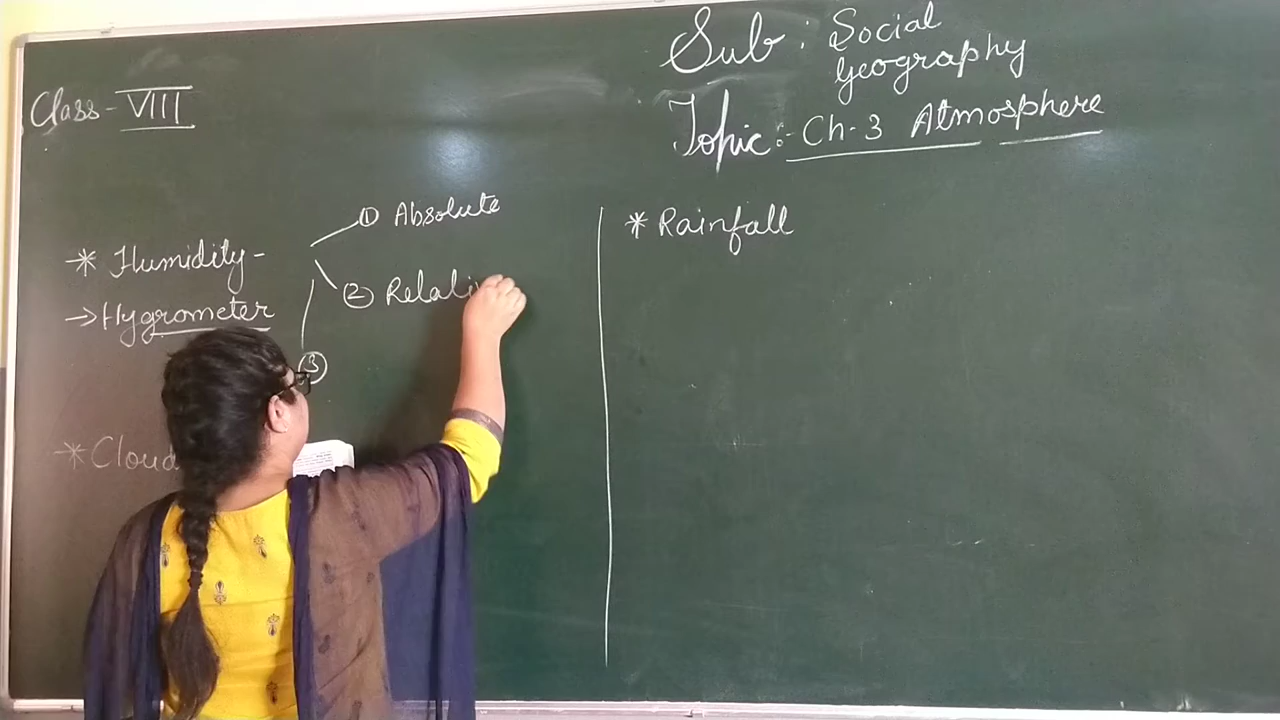 Class - VIII
Sub : Social
Geography
Topic :- Ch-3 Atmosphere
* Humidity -
① Absolute
② Relati
③
→ Hygrometer
* Cloud
* Rainfall